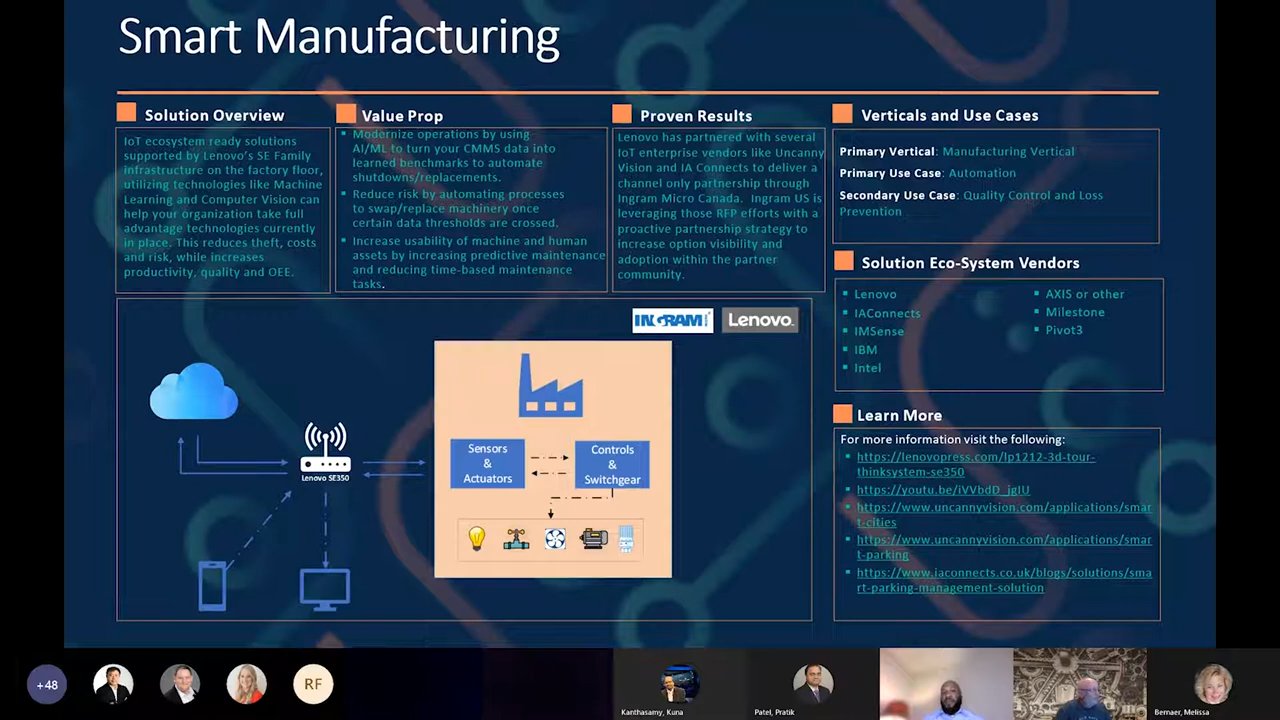 Smart Manufacturing
Solution Overview
IoT ecosystem ready solutions
supported by Lenovo's SE Family
Infrastructure on the factory floor,
utilizing technologies like Machine
Learning and Computer Vision can
help your organization take full
advantage technologies currently
in place. This reduces theft, costs
and risk, while increases
productivity, quality and OEE.
Value Prop
Modernize operations by using
AI/ML to turn your CMMS data into
learned benchmarks to automate
shutdowns/replacements.
Reduce risk by automating processes
to swap/replace machinery once
certain data thresholds are crossed.
Increase usability of machine and human
assets by increasing predictive maintenance
and reducing time-based maintenance
tasks.
Proven Results
Lenovo has partnered with several
IoT enterprise vendors like Uncanny
Vision and IA Connects to deliver a
channel only partnership through
Ingram Micro Canada. Ingram US is
leveraging those RFP efforts with a
proactive partnership strategy to
increase option visibility and
adoption within the partner
community.
Verticals and Use Cases
Primary Vertical: Manufacturing Vertical
Primary Use Case: Automation
Secondary Use Case: Quality Control and Loss
Prevention
Solution Eco-System Vendors
Lenovo
IAConnects
IMSense
IBM
Intel
AXIS or other
Milestone
Pivot3
Learn More
For more information visit the following:
https://lenovopress.com/lp1212-3d-tour-
thinksystem-se350
https://youtu.be/iVVbdD_jgIU
https://www.uncannyvision.com/applications/smar
t-cities
https://www.uncannyvision.com/applications/smar
t-parking
https://www.iaconnects.co.uk/blogs/solutions/sma
rt-parking-management-solution
INGRAM
Lenovo.
Lenovo SE350
Sensors
&
Actuators
Controls
&
Switchgear
+48
RF
Kanthasamy, Kuna
Patel, Pratik
Bernaer, Melissa